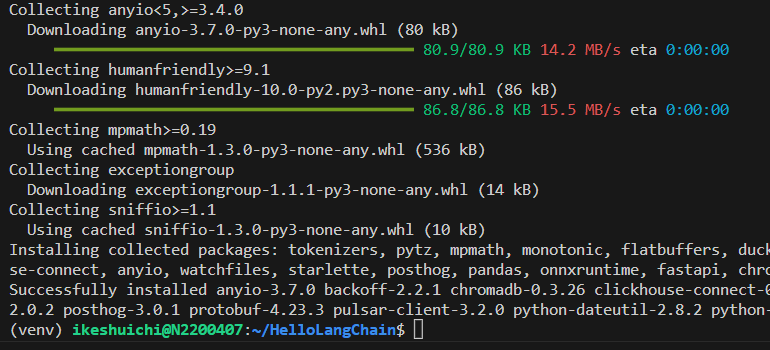 Collecting anyio<5,>=3.4.0
  Downloading anyio-3.7.0-py3-none-any.whl (80 kB)
     80.9/80.9 KB 14.2 MB/s eta 0:00:00
Collecting humanfriendly>=9.1
  Downloading humanfriendly-10.0-py2.py3-none-any.whl (86 kB)
     86.8/86.8 KB 15.5 MB/s eta 0:00:00
Collecting mpmath>=0.19
  Using cached mpmath-1.3.0-py3-none-any.whl (536 kB)
Collecting exceptiongroup
  Downloading exceptiongroup-1.1.1-py3-none-any.whl (14 kB)
Collecting sniffio>=1.1
  Using cached sniffio-1.3.0-py3-none-any.whl (10 kB)
Installing collected packages: tokenizers, pytz, mpmath, monotonic, flatbuffers, duck
se-connect, anyio, watchfiles, starlette, posthog, pandas, onnxruntime, fastapi, chro
Successfully installed anyio-3.7.0 backoff-2.2.1 chromadb-0.3.26 clickhouse-connect-0
2.0.2 posthog-3.0.1 protobuf-4.23.3 pulsar-client-3.2.0 python-dateutil-2.8.2 python-
(venv) ikeshuichi@N2200407:~/HelloLangChain$